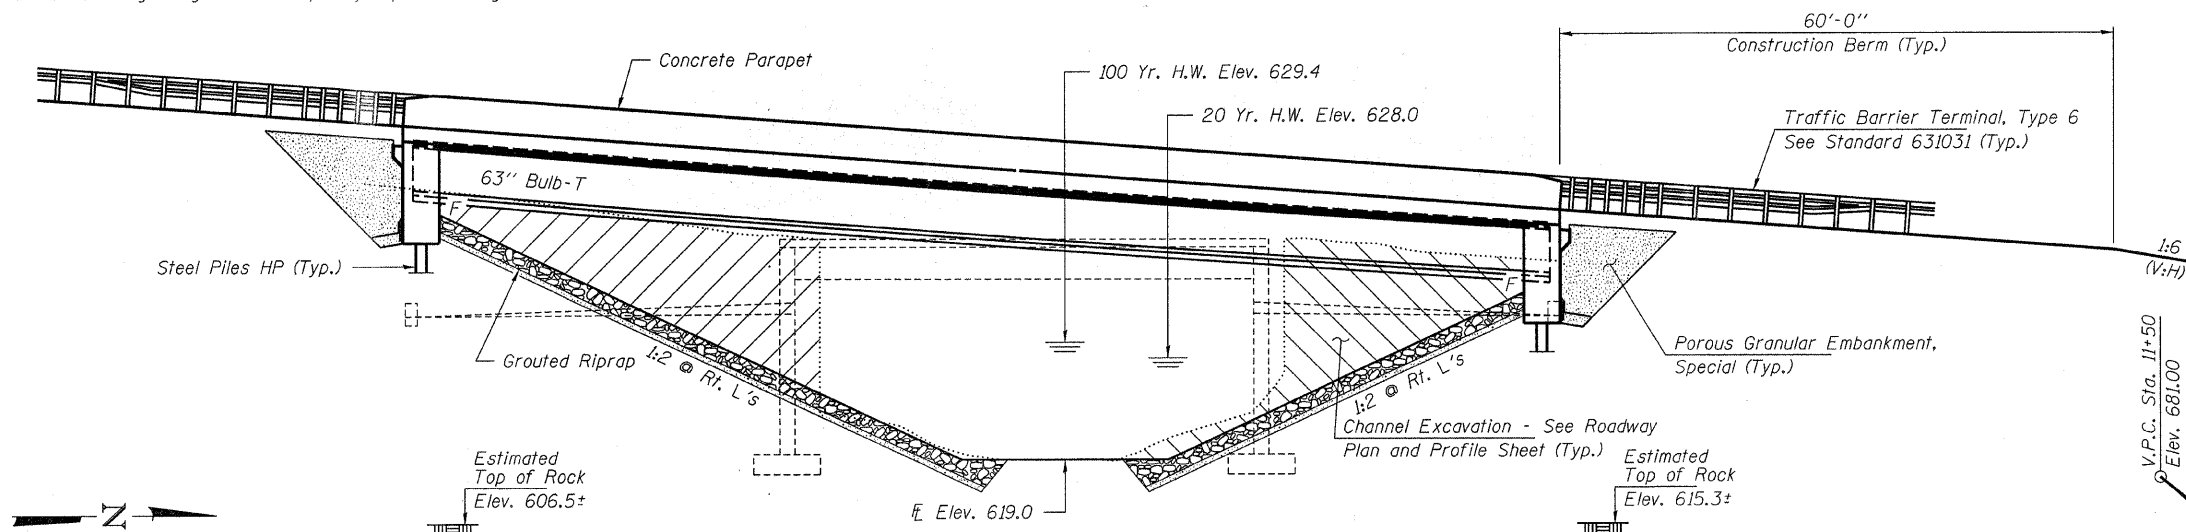 60'-0"
Construction Berm (Typ.)
Concrete Parapet
100 Yr. H.W. Elev. 629.4
20 Yr. H.W. Elev. 628.0
Traffic Barrier Terminal, Type 6
See Standard 631031 (Typ.)
63" Bulb-T
F
F
1:6
(V:H)
Steel Piles HP (Typ.)
Grouted Riprap
1:2 @ Rt. L's
1:2 @ Rt. L's
Porous Granular Embankment,
Special (Typ.)
Channel Excavation - See Roadway
Plan and Profile Sheet (Typ.)
V.P.C. Sta. 11+50
Elev. 681.00
Estimated
Top of Rock
Elev. 606.5±
Estimated
Top of Rock
Elev. 615.3±
Elev. 619.0
N